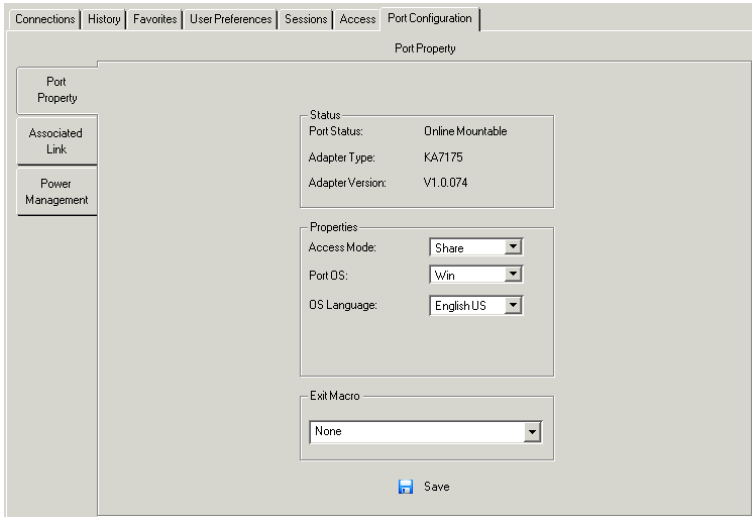 Connections History Favorites User Preferences Sessions Access Port Configuration
Port Property
Port
Property
Associated
Link
Power
Management
Status
Port Status: Online Mountable
Adapter Type: KA7175
Adapter Version: V1.0.074
Properties
Access Mode: Share
Port OS: Win
OS Language: English US
Exit Macro
None
Save